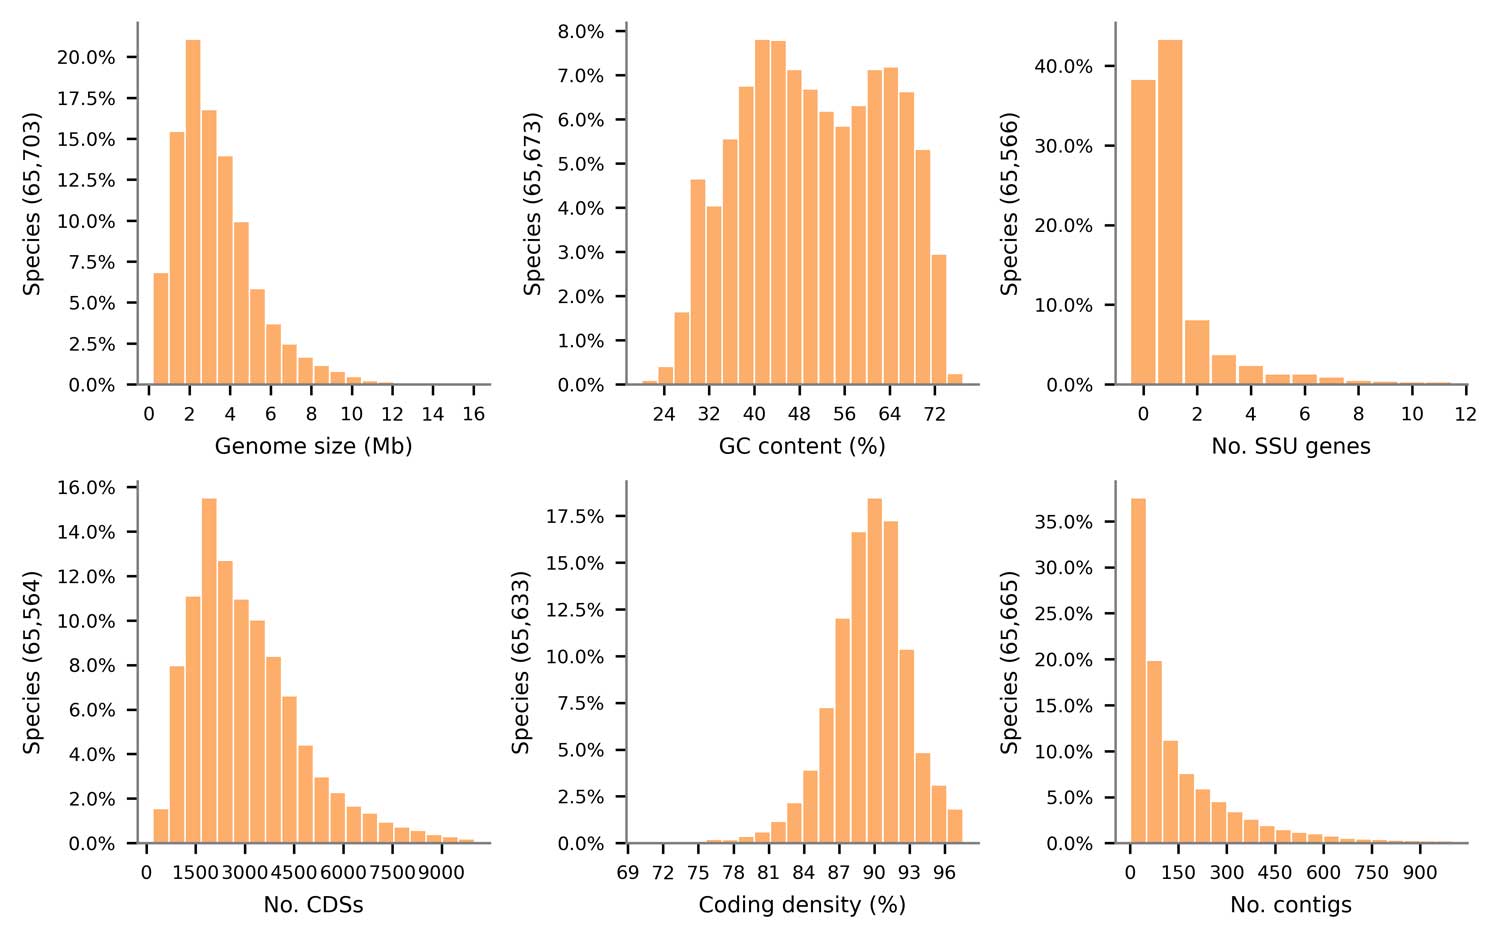 20.0%
17.5%
15.0%
12.5%
10.0%
7.5%
5.0%
2.5%
0.0%
Species (65,703)
0 2 4 6 8 10 12 14 16
Genome size (Mb)
8.0%
7.0%
6.0%
5.0%
4.0%
3.0%
2.0%
1.0%
0.0%
Species (65,673)
24 32 40 48 56 64 72
GC content (%)
40.0%
30.0%
20.0%
10.0%
0.0%
Species (65,566)
0 2 4 6 8 10 12
No. SSU genes
16.0%
14.0%
12.0%
10.0%
8.0%
6.0%
4.0%
2.0%
0.0%
Species (65,564)
0 1500 3000 4500 6000 7500 9000
No. CDSs
17.5%
15.0%
12.5%
10.0%
7.5%
5.0%
2.5%
0.0%
Species (65,633)
69 72 75 78 81 84 87 90 93 96
Coding density (%)
35.0%
30.0%
25.0%
20.0%
15.0%
10.0%
5.0%
0.0%
Species (65,665)
0 150 300 450 600 750 900
No. contigs